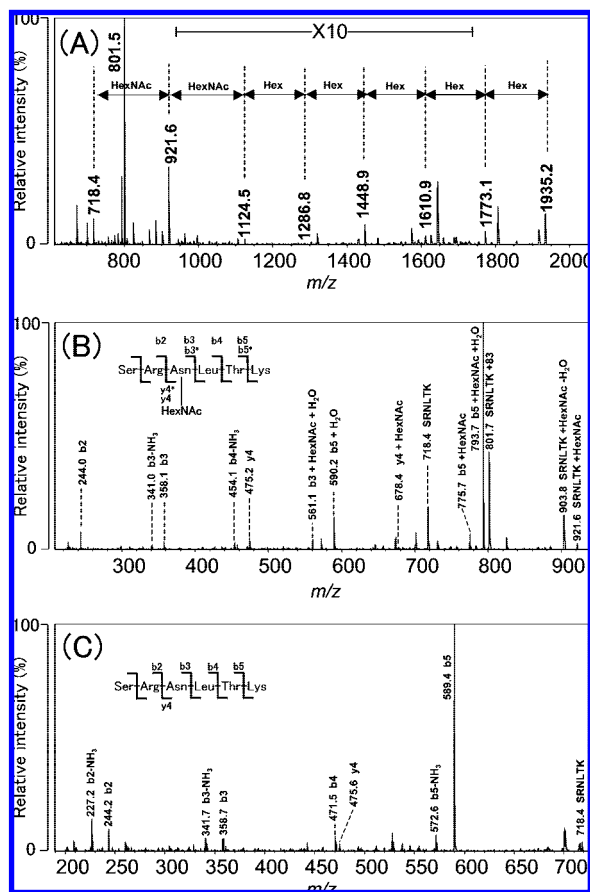 (A)
X10
Relative intensity (%)
100
0
HexNAc HexNAc Hex Hex Hex Hex Hex
718.4
801.5
921.6
1124.5
1286.8
1448.9
1610.9
1773.1
1935.2
800 1000 1200 1400 1600 1800 2000
m/z
(B)
Relative intensity (%)
100
0
b2 b3 b4 b5
b3* b5*
Ser-Arg-Asn-Leu-Thr-Lys
y4*
y4
HexNAc
244.0 b2
341.0 b3-NH3
358.1 b3
454.1 b4-NH3
475.2 y4
561.1 b3 + HexNAc + H2O
590.2 b5 + H2O
678.4 y4 + HexNAc
718.4 SRNLTK
775.7 b5 +HexNAc
793.7 b5 +HexNAc +H2O
801.7 SRNLTK +83
903.8 SRNLTK +HexNAc -H2O
921.6 SRNLTK +HexNAc
300 400 500 600 700 800 900
m/z
(C)
Relative intensity (%)
100
0
b2 b3 b4 b5
Ser-Arg-Asn-Leu-Thr-Lys
y4
227.2 b2-NH3
244.2 b2
341.7 b3-NH3
358.7 b3
471.5 b4
475.6 y4
572.6 b5-NH3
589.4 b5
718.4 SRNLTK
200 250 300 350 400 450 500 550 600 650 700
m/z